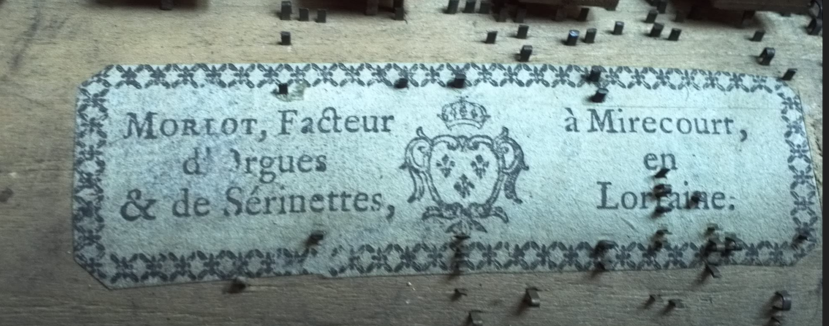 MORLOT, Facteur
d'Orgues
& de Sérinettes,
à Mirecourt,
en
Lorraine.